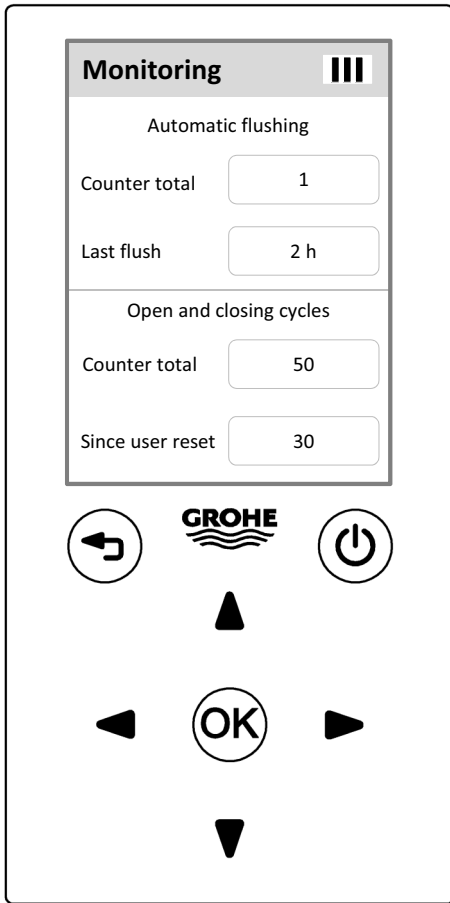 Monitoring
Automatic flushing
Counter total 1
Last flush 2 h
Open and closing cycles
Counter total 50
Since user reset 30
GROHE
OK